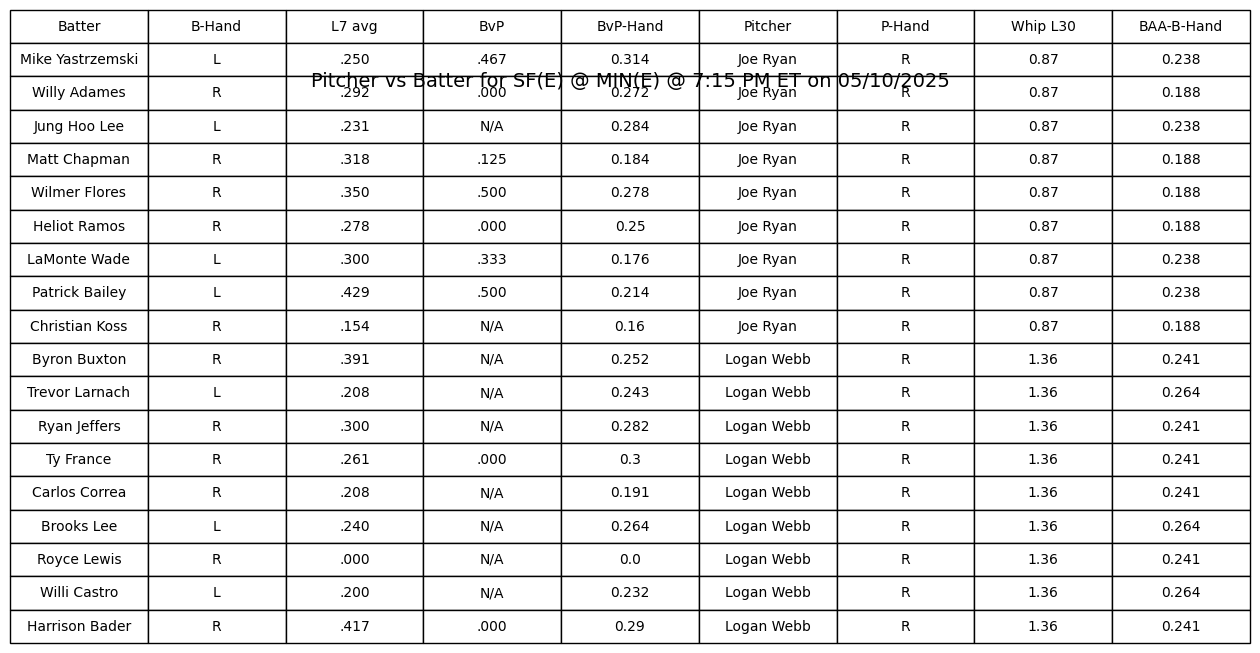 Batter B-Hand L7 avg BvP BvP-Hand Pitcher P-Hand Whip L30 BAA-B-Hand
Mike Yastrzemski L .250 .467 0.314 Joe Ryan R 0.87 0.238
Pitcher vs Batter for SF(E) @ MIN(E) @ 7:15 PM ET on 05/10/2025
Willy Adames R .292 .000 0.272 Joe Ryan R 0.87 0.188
Jung Hoo Lee L .231 N/A 0.284 Joe Ryan R 0.87 0.238
Matt Chapman R .318 .125 0.184 Joe Ryan R 0.87 0.188
Wilmer Flores R .350 .500 0.278 Joe Ryan R 0.87 0.188
Heliot Ramos R .278 .000 0.25 Joe Ryan R 0.87 0.188
LaMonte Wade L .300 .333 0.176 Joe Ryan R 0.87 0.238
Patrick Bailey L .429 .500 0.214 Joe Ryan R 0.87 0.238
Christian Koss R .154 N/A 0.16 Joe Ryan R 0.87 0.188
Byron Buxton R .391 N/A 0.252 Logan Webb R 1.36 0.241
Trevor Larnach L .208 N/A 0.243 Logan Webb R 1.36 0.264
Ryan Jeffers R .300 N/A 0.282 Logan Webb R 1.36 0.241
Ty France R .261 .000 0.3 Logan Webb R 1.36 0.241
Carlos Correa R .208 N/A 0.191 Logan Webb R 1.36 0.241
Brooks Lee L .240 N/A 0.264 Logan Webb R 1.36 0.264
Royce Lewis R .000 N/A 0.0 Logan Webb R 1.36 0.241
Willi Castro L .200 N/A 0.232 Logan Webb R 1.36 0.264
Harrison Bader R .417 .000 0.29 Logan Webb R 1.36 0.241